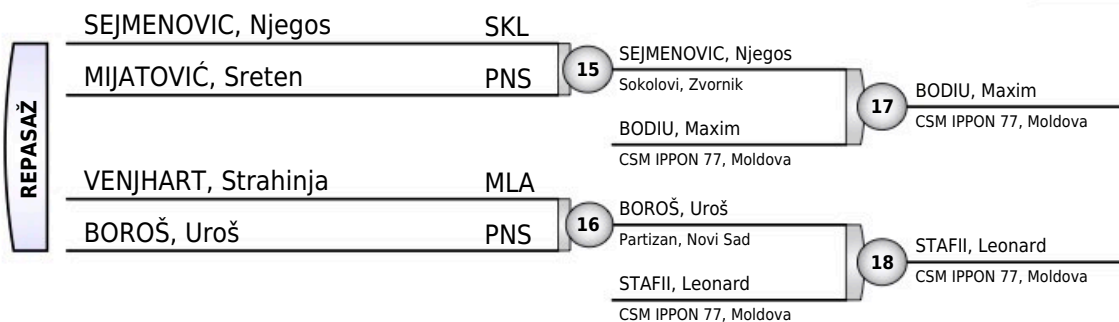 REPASAŽ
SEJMENOVIC, Njegos SKL
MIJATOVIĆ, Sreten PNS
VENJHART, Strahinja MLA
BOROŠ, Uroš PNS
15
SEJMENOVIC, Njegos
Sokolovi, Zvornik
BODIU, Maxim
CSM IPPON 77, Moldova
16
BOROŠ, Uroš
Partizan, Novi Sad
STAFII, Leonard
CSM IPPON 77, Moldova
17
BODIU, Maxim
CSM IPPON 77, Moldova
18
STAFII, Leonard
CSM IPPON 77, Moldova